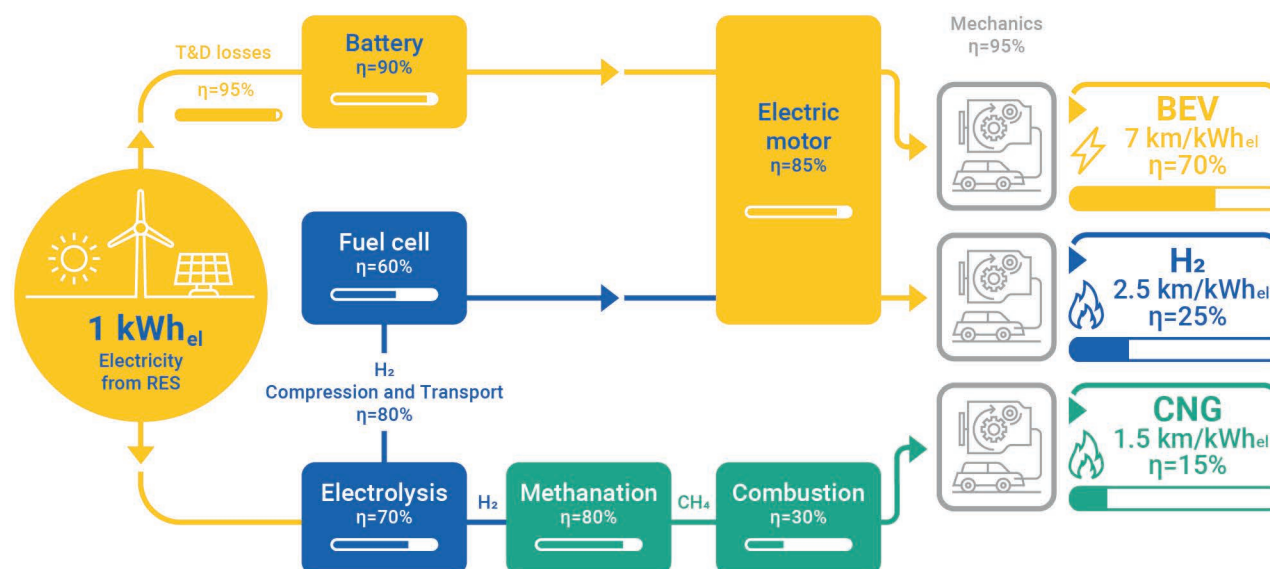 T&D losses
η=95%
Battery
η=90%
Electric
motor
η=85%
Mechanics
η=95%
BEV
7 km/kWhel
η=70%
Fuel cell
η=60%
H₂
2.5 km/kWhel
η=25%
1 kWhel
Electricity
from RES
H₂
Compression and Transport
η=80%
Electrolysis
η=70%
H₂
Methanation
η=80%
CH₄
Combustion
η=30%
CNG
1.5 km/kWhel
η=15%